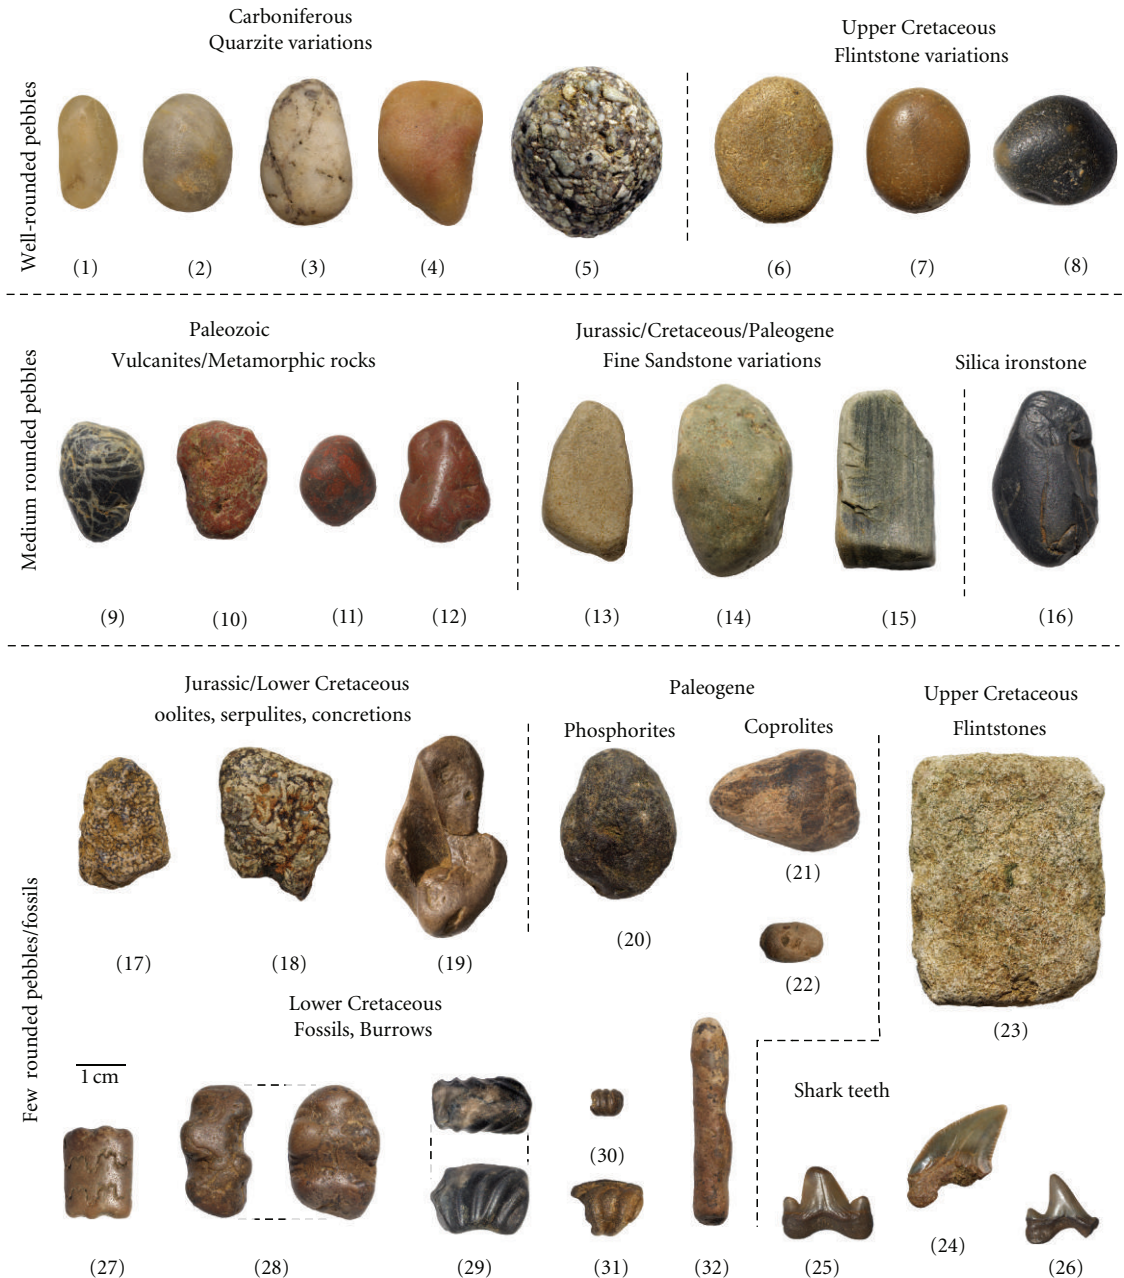 Carboniferous
Quarzite variations
Upper Cretaceous
Flintstone variations
Well-rounded pebbles
(1)
(2)
(3)
(4)
(5)
(6)
(7)
(8)
Paleozoic
Vulcanites/Metamorphic rocks
Jurassic/Cretaceous/Paleogene
Fine Sandstone variations
Silica ironstone
Medium rounded pebbles
(9)
(10)
(11)
(12)
(13)
(14)
(15)
(16)
Jurassic/Lower Cretaceous
oolites, serpulites, concretions
Paleogene
Phosphorites
Coprolites
Upper Cretaceous
Flintstones
Few rounded pebbles/fossils
(17)
(18)
(19)
(20)
(21)
(22)
(23)
Lower Cretaceous
Fossils, Burrows
1 cm
Shark teeth
(27)
(28)
(29)
(30)
(31)
(32)
(25)
(24)
(26)